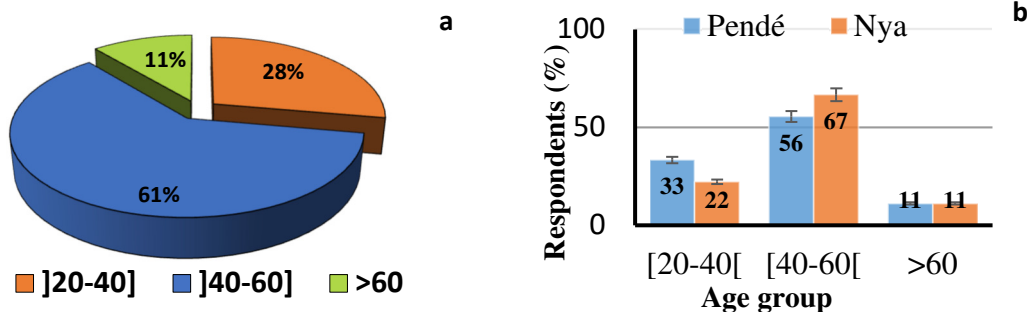 a
11%
28%
61%
]20-40] ]40-60] >60
b
100
Pendé Nya
50
0
Respondents (%)
33 22 56 67 11 11
[20-40[ [40-60[ >60
Age group